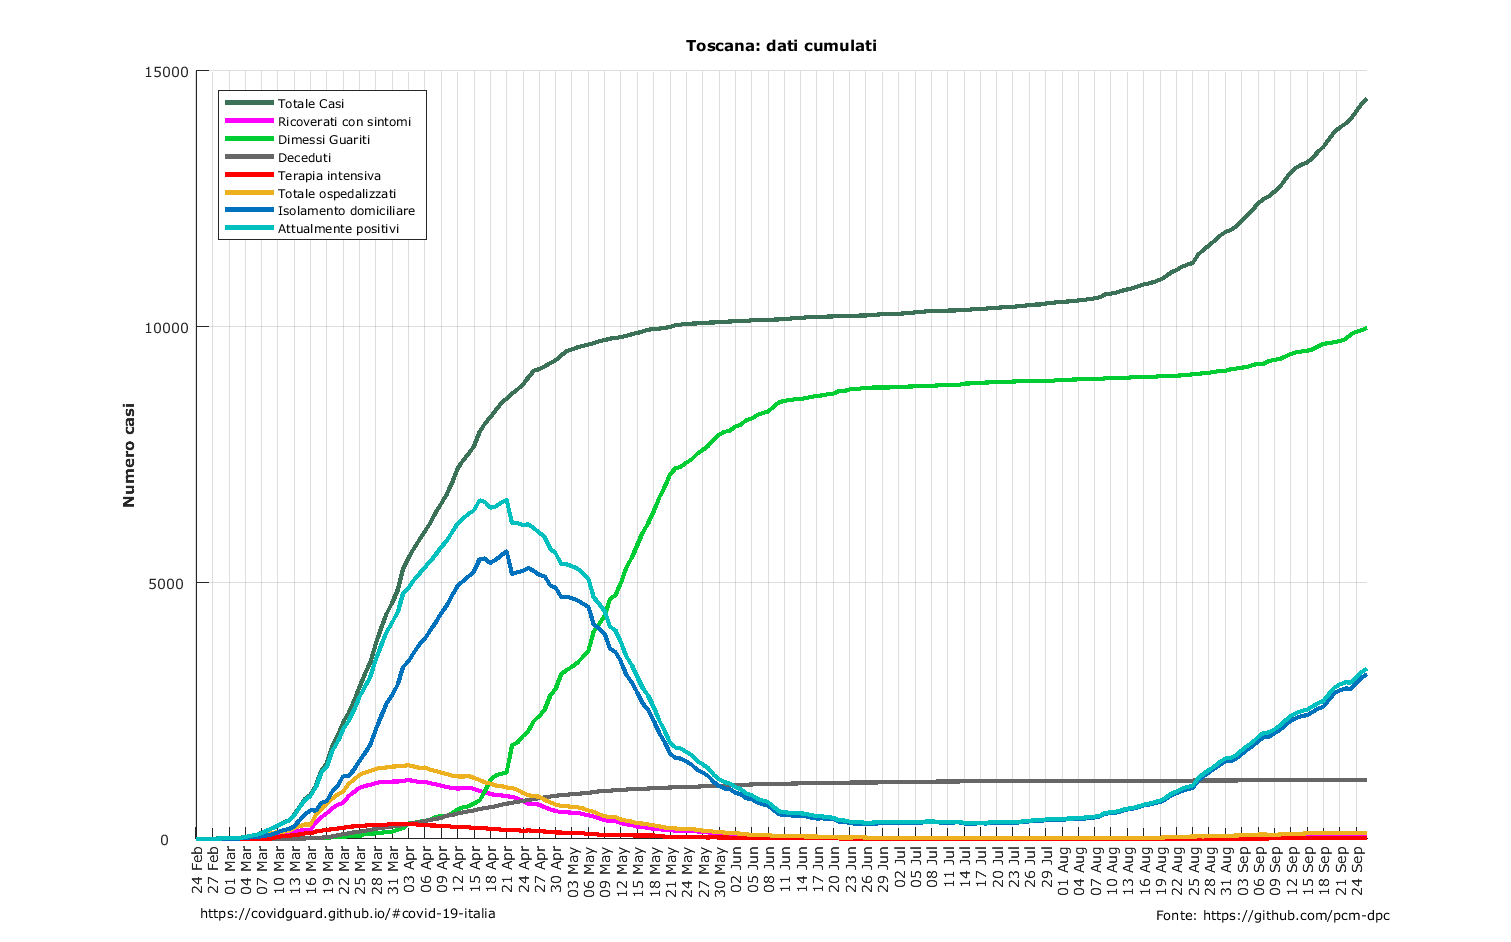 Toscana: dati cumulati
Numero casi
15000
10000
5000
0
Totale Casi
Ricoverati con sintomi
Dimessi Guariti
Deceduti
Terapia intensiva
Totale ospedalizzati
Isolamento domiciliare
Attualmente positivi
24 Feb
27 Feb
01 Mar
04 Mar
07 Mar
10 Mar
13 Mar
16 Mar
19 Mar
22 Mar
25 Mar
28 Mar
31 Mar
03 Apr
06 Apr
09 Apr
12 Apr
15 Apr
18 Apr
21 Apr
24 Apr
27 Apr
30 Apr
03 May
06 May
09 May
12 May
15 May
18 May
21 May
24 May
27 May
30 May
02 Jun
05 Jun
08 Jun
11 Jun
14 Jun
17 Jun
20 Jun
23 Jun
26 Jun
29 Jun
02 Jul
05 Jul
08 Jul
11 Jul
14 Jul
17 Jul
20 Jul
23 Jul
26 Jul
29 Jul
01 Aug
04 Aug
07 Aug
10 Aug
13 Aug
16 Aug
19 Aug
22 Aug
25 Aug
28 Aug
31 Aug
03 Sep
06 Sep
09 Sep
12 Sep
15 Sep
18 Sep
21 Sep
24 Sep
https://covidguard.github.io/#covid-19-italia
Fonte: https://github.com/pcm-dpc